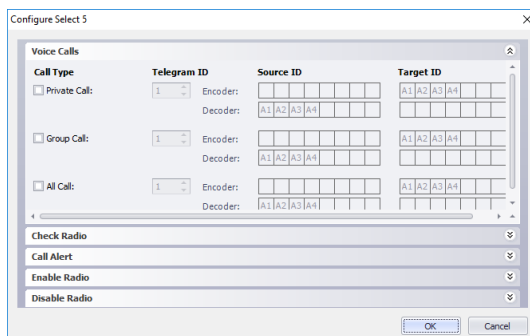 Configure Select 5
Voice Calls
Call Type Telegram ID Source ID Target ID
Private Call: 1 Encoder: A1 A2 A3 A4
Decoder: A1 A2 A3 A4
Group Call: 1 Encoder: A1 A2 A3 A4
Decoder: A1 A2 A3 A4
All Call: 1 Encoder: A1 A2 A3 A4
Decoder: A1 A2 A3 A4
Check Radio
Call Alert
Enable Radio
Disable Radio
OK Cancel